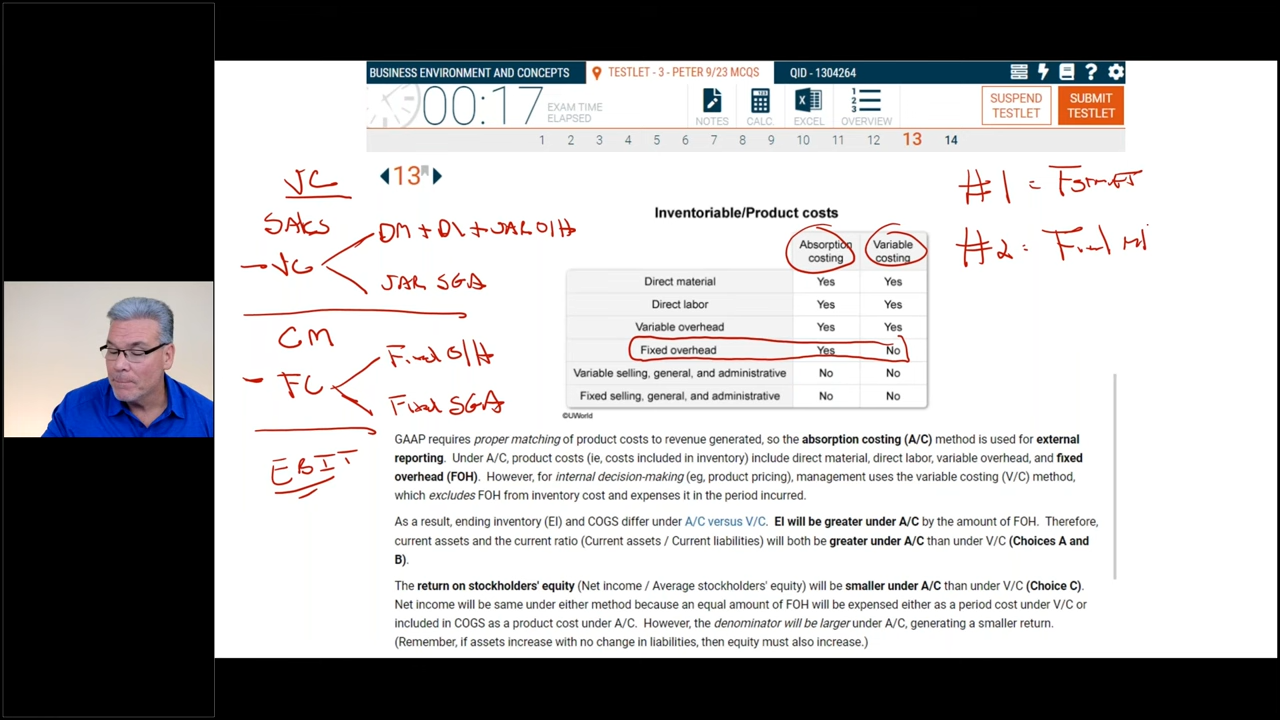 BUSINESS ENVIRONMENT AND CONCEPTS
TESTLET - 3 - PETER 9/23 MCQS
QID - 1304264
00:17
EXAM TIME ELAPSED
NOTES
CALC.
EXCEL
OVERVIEW
SUSPEND TESTLET
SUBMIT TESTLET
1 2 3 4 5 6 7 8 9 10 11 12 13 14
13
VC
SALES
- VC
DM + DL + VAR O/H
VAR SGA
CM
- FC
Fixed O/H
Fixed SGA
EBIT
#1 = Format
#2 = Fixed
Inventoriable/Product costs
Absorption costing Variable costing
Direct material Yes Yes
Direct labor Yes Yes
Variable overhead Yes Yes
Fixed overhead Yes No
Variable selling, general, and administrative No No
Fixed selling, general, and administrative No No
©UWorld
GAAP requires proper matching of product costs to revenue generated, so the absorption costing (A/C) method is used for external
reporting. Under A/C, product costs (ie, costs included in inventory) include direct material, direct labor, variable overhead, and fixed
overhead (FOH). However, for internal decision-making (eg, product pricing), management uses the variable costing (V/C) method,
which excludes FOH from inventory cost and expenses it in the period incurred.
As a result, ending inventory (EI) and COGS differ under A/C versus V/C. EI will be greater under A/C by the amount of FOH. Therefore,
current assets and the current ratio (Current assets / Current liabilities) will both be greater under A/C than under V/C (Choices A and
B).
The return on stockholders' equity (Net income / Average stockholders' equity) will be smaller under A/C than under V/C (Choice C).
Net income will be same under either method because an equal amount of FOH will be expensed either as a period cost under V/C or
included in COGS as a product cost under A/C. However, the denominator will be larger under A/C, generating a smaller return.
(Remember, if assets increase with no change in liabilities, then equity must also increase.)